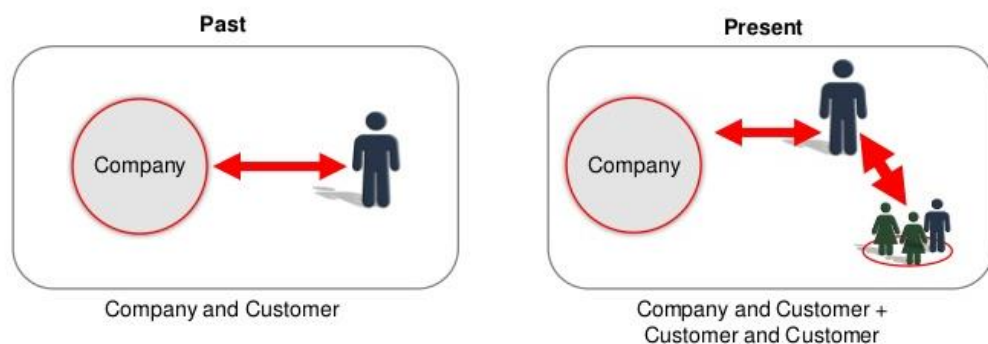 Past
Company
Company and Customer
Present
Company
Company and Customer +
Customer and Customer